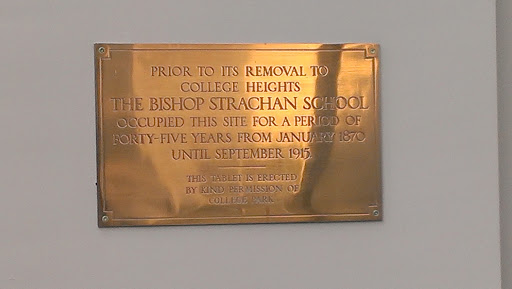 PRIOR TO ITS REMOVAL TO
COLLEGE HEIGHTS
THE BISHOP STRACHAN SCHOOL
OCCUPIED THIS SITE FOR A PERIOD OF
FORTY-FIVE YEARS FROM JANUARY 1870
UNTIL SEPTEMBER 1915.
THIS TABLET IS ERECTED
BY KIND PERMISSION OF
COLLEGE PARK.